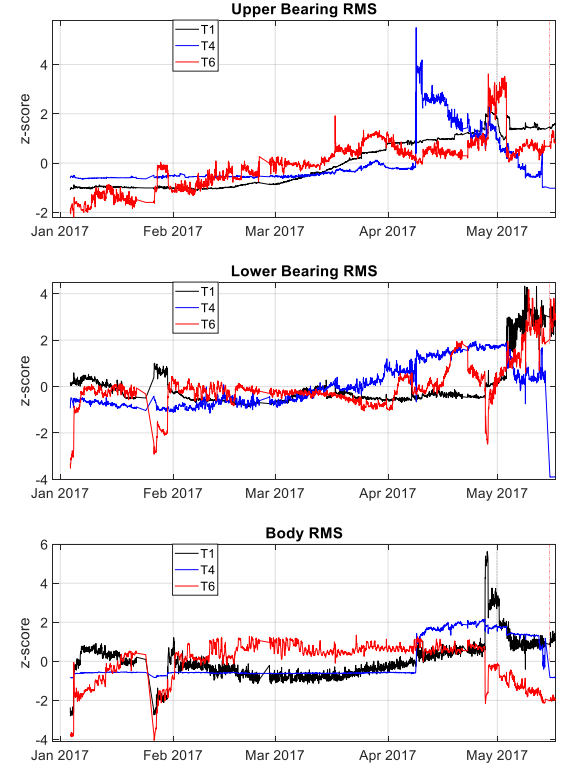 Upper Bearing RMS
T1
T4
T6
z-score
4
2
0
-2
Jan 2017
Feb 2017
Mar 2017
Apr 2017
May 2017
Lower Bearing RMS
T1
T4
T6
z-score
4
2
0
-2
-4
Jan 2017
Feb 2017
Mar 2017
Apr 2017
May 2017
Body RMS
T1
T4
T6
z-score
6
4
2
0
-2
-4
Jan 2017
Feb 2017
Mar 2017
Apr 2017
May 2017